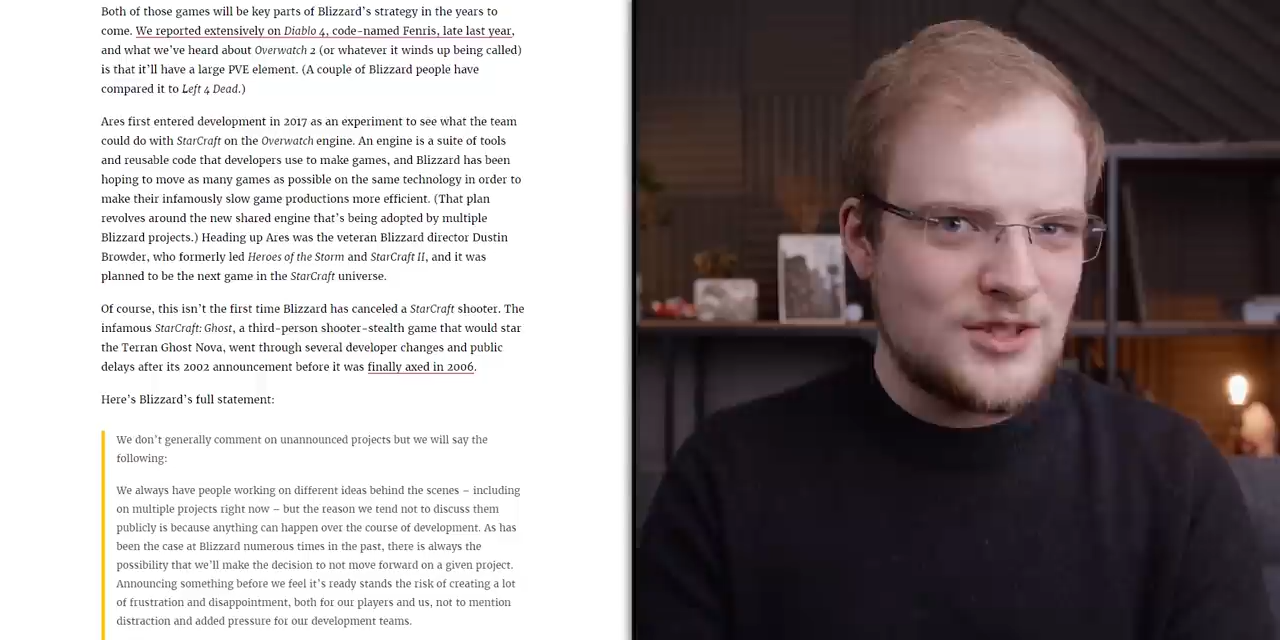 Both of those games will be key parts of Blizzard’s strategy in the years to
come. We reported extensively on Diablo 4, code-named Fenris, late last year,
and what we’ve heard about Overwatch 2 (or whatever it winds up being called)
is that it’ll have a large PVE element. (A couple of Blizzard people have
compared it to Left 4 Dead.)
Ares first entered development in 2017 as an experiment to see what the team
could do with StarCraft on the Overwatch engine. An engine is a suite of tools
and reusable code that developers use to make games, and Blizzard has been
hoping to move as many games as possible on the same technology in order to
make their infamously slow game productions more efficient. (That plan
revolves around the new shared engine that’s being adopted by multiple
Blizzard projects.) Heading up Ares was the veteran Blizzard director Dustin
Browder, who formerly led Heroes of the Storm and StarCraft II, and it was
planned to be the next game in the StarCraft universe.
Of course, this isn’t the first time Blizzard has canceled a StarCraft shooter. The
infamous StarCraft: Ghost, a third-person shooter-stealth game that would star
the Terran Ghost Nova, went through several developer changes and public
delays after its 2002 announcement before it was finally axed in 2006.
Here’s Blizzard’s full statement:
We don’t generally comment on unannounced projects but we will say the
following:
We always have people working on different ideas behind the scenes – including
on multiple projects right now – but the reason we tend not to discuss them
publicly is because anything can happen over the course of development. As has
been the case at Blizzard numerous times in the past, there is always the
possibility that we’ll make the decision to not move forward on a given project.
Announcing something before we feel it’s ready stands the risk of creating a lot
of frustration and disappointment, both for our players and us, not to mention
distraction and added pressure for our development teams.